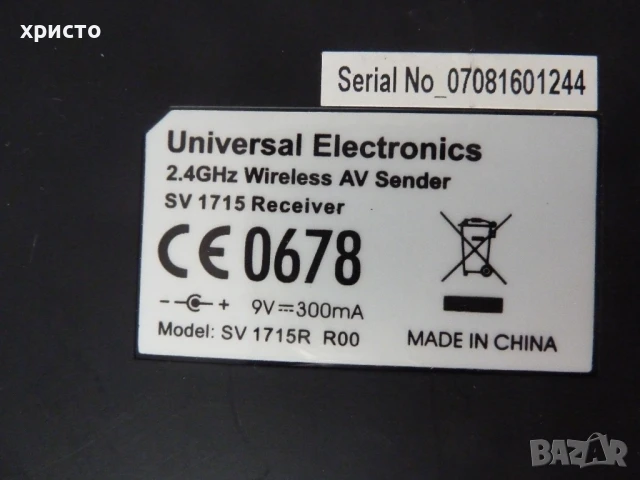 христо
Serial No_07081601244
Universal Electronics
2.4GHz Wireless AV Sender
SV 1715 Receiver
CE 0678
- + 9V⎓300mA
Model: SV 1715R R00
MADE IN CHINA
BAZAR